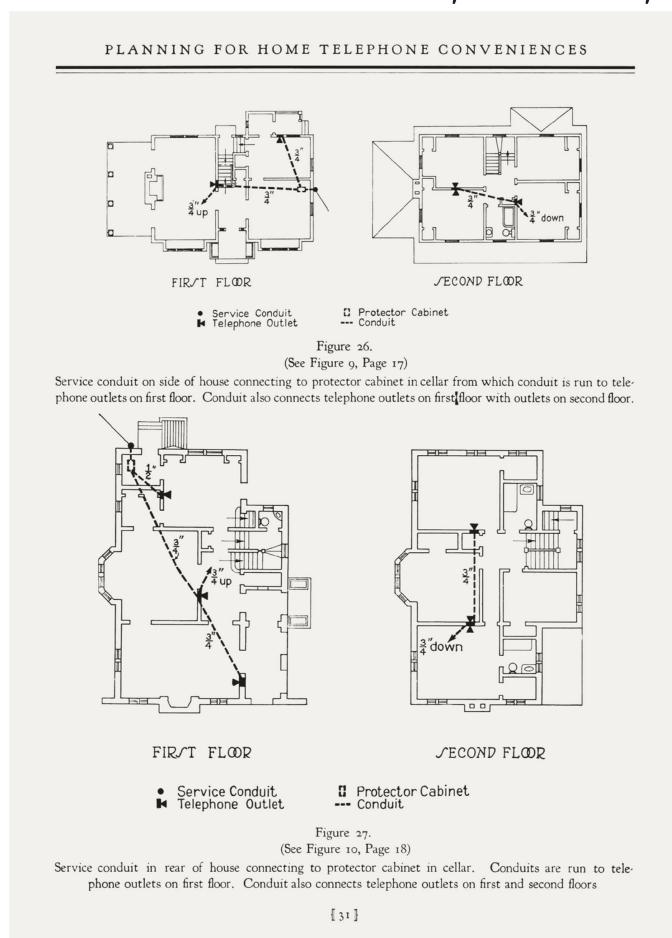 PLANNING FOR HOME TELEPHONE CONVENIENCES
3/4"
3/4"
3/4" up
3/4"
3/4" down
FIRST FLOOR
SECOND FLOOR
Service Conduit
Protector Cabinet
Telephone Outlet
Conduit
Figure 26.
(See Figure 9, Page 17)
Service conduit on side of house connecting to protector cabinet in cellar from which conduit is run to tele-
phone outlets on first floor. Conduit also connects telephone outlets on first floor with outlets on second floor.
1/2"
3/4"
3/4" up
3/4"
3/4"
3/4" down
FIRST FLOOR
SECOND FLOOR
Service Conduit
Protector Cabinet
Telephone Outlet
Conduit
Figure 27.
(See Figure 10, Page 18)
Service conduit in rear of house connecting to protector cabinet in cellar. Conduits are run to tele-
phone outlets on first floor. Conduit also connects telephone outlets on first and second floors
⟦31⟧